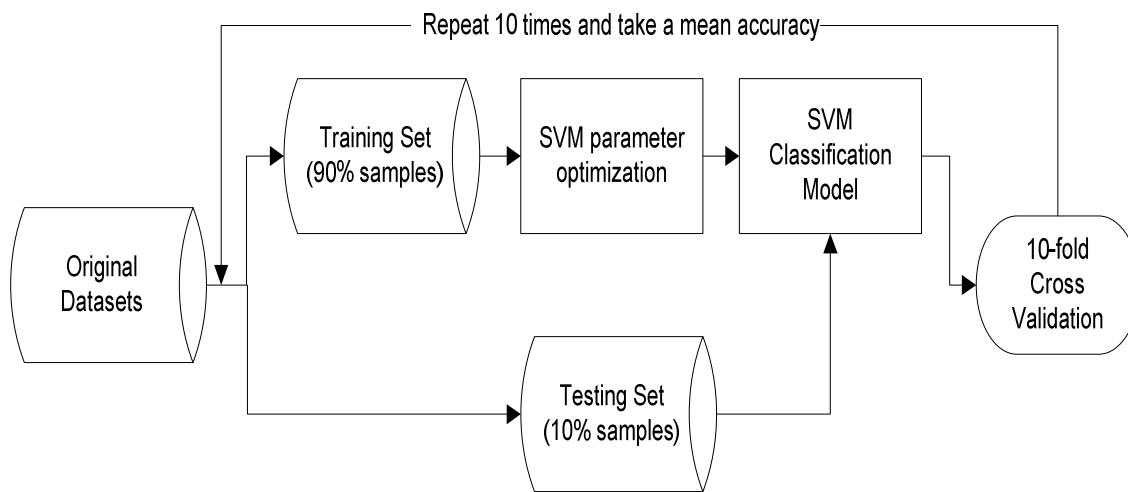 Repeat 10 times and take a mean accuracy
Training Set
(90% samples)
SVM parameter
optimization
SVM
Classification
Model
Original
Datasets
10-fold
Cross
Validation
Testing Set
(10% samples)